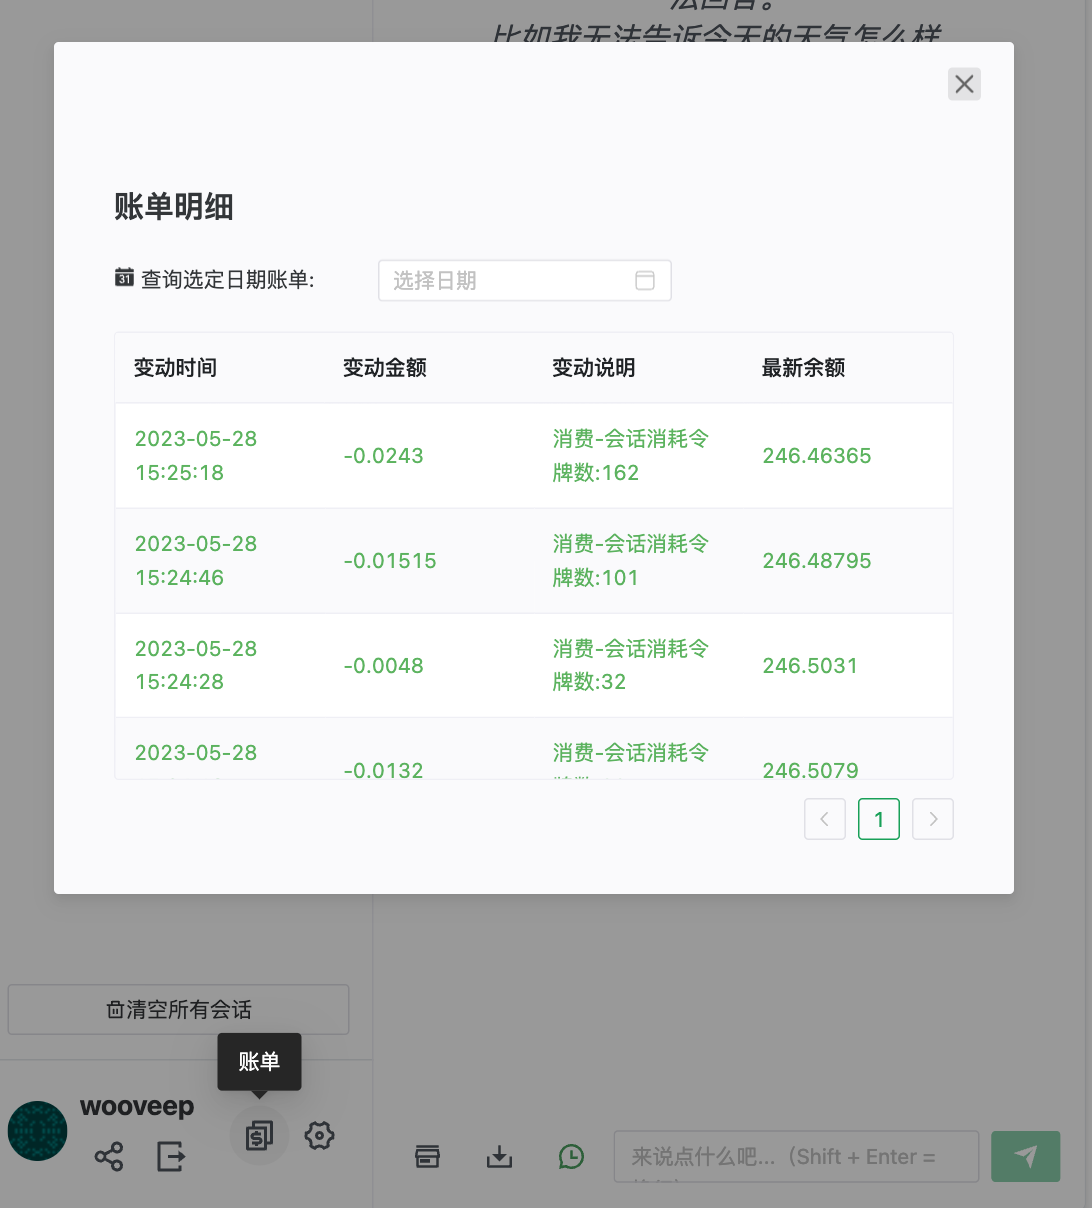 法回答。
比如我无法告诉今天的天气怎么样
账单明细
31 查询选定日期账单:
选择日期
变动时间 变动金额 变动说明 最新余额
2023-05-28
15:25:18
-0.0243
消费-会话消耗令
牌数:162
246.46365
2023-05-28
15:24:46
-0.01515
消费-会话消耗令
牌数:101
246.48795
2023-05-28
15:24:28
-0.0048
消费-会话消耗令
牌数:32
246.5031
2023-05-28
-0.0132
消费-会话消耗令
246.5079
1
清空所有会话
账单
wooveep
来说点什么吧...（Shift + Enter =